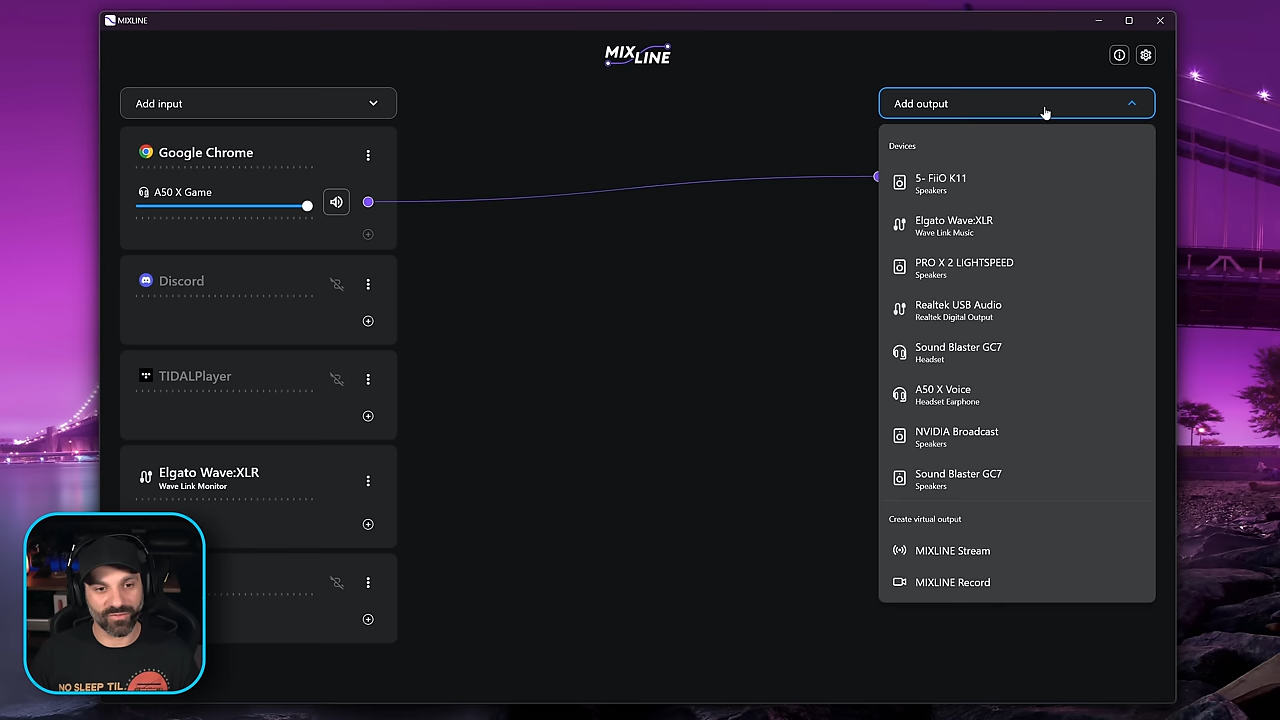 MIXLINE
MIXLINE
Add input
Google Chrome
A50 X Game
Discord
TIDALPlayer
Elgato Wave:XLR
Wave Link Monitor
Add output
Devices
5- FiiO K11
Speakers
Elgato Wave:XLR
Wave Link Music
PRO X 2 LIGHTSPEED
Speakers
Realtek USB Audio
Realtek Digital Output
Sound Blaster GC7
Headset
A50 X Voice
Headset Earphone
NVIDIA Broadcast
Speakers
Sound Blaster GC7
Speakers
Create virtual output
MIXLINE Stream
MIXLINE Record
NO SLEEP TIL